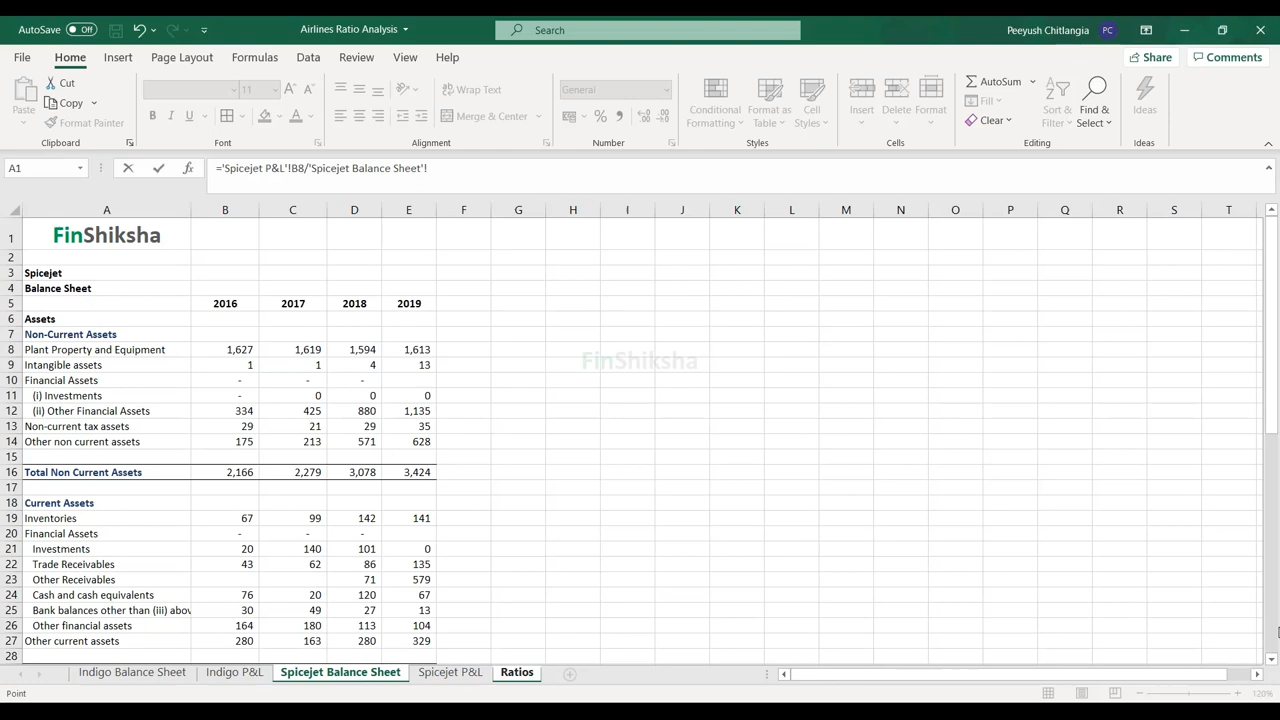 AutoSave Off Airlines Ratio Analysis Search Peeyush Chitlangia PC
File Home Insert Page Layout Formulas Data Review View Help Share Comments
Paste Cut Copy Format Painter
11 General
Wrap Text Merge & Center
Conditional Formatting Format as Table Cell Styles
Insert Delete Format
AutoSum Fill Clear Sort & Filter Find & Select Ideas
Clipboard Font Alignment Number Styles Cells Editing Ideas
A1 fx ='Spicejet P&L'!B8/'Spicejet Balance Sheet'!
A B C D E F G H I J K L M N O P Q R S T
1 FinShiksha
2
3 Spicejet
4 Balance Sheet
5 2016 2017 2018 2019
6 Assets
7 Non-Current Assets
8 Plant Property and Equipment 1,627 1,619 1,594 1,613
9 Intangible assets 1 1 4 13
10 Financial Assets - - -
FinShiksha
11 (i) Investments - 0 0 0
12 (ii) Other Financial Assets 334 425 880 1,135
13 Non-current tax assets 29 21 29 35
14 Other non current assets 175 213 571 628
15
16 Total Non Current Assets 2,166 2,279 3,078 3,424
17
18 Current Assets
19 Inventories 67 99 142 141
20 Financial Assets - - -
21 Investments 20 140 101 0
22 Trade Receivables 43 62 86 135
23 Other Receivables 71 579
24 Cash and cash equivalents 76 20 120 67
25 Bank balances other than (iii) abov 30 49 27 13
26 Other financial assets 164 180 113 104
27 Other current assets 280 163 280 329
28
Indigo Balance Sheet Indigo P&L Spicejet Balance Sheet Spicejet P&L Ratios
Point 120%